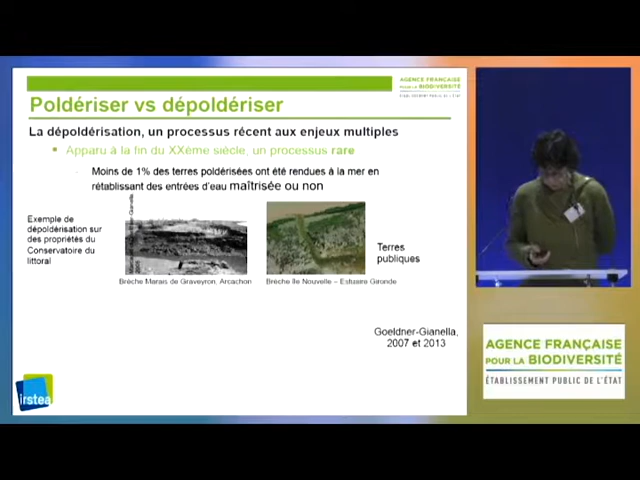 AGENCE FRANÇAISE
POUR LA BIODIVERSITÉ
ÉTABLISSEMENT PUBLIC DE L'ÉTAT
Poldériser vs dépoldériser
La dépoldérisation, un processus récent aux enjeux multiples
Apparu à la fin du XXème siècle, un processus rare
Moins de 1% des terres poldérisées ont été rendues à la mer en
rétablissant des entrées d'eau maîtrisée ou non
Exemple de
dépoldérisation sur
des propriétés du
Conservatoire du
littoral
Terres
publiques
Brèche Marais de Graveyron, Arcachon
Brèche Ile Nouvelle – Estuaire Gironde
Goeldner-Gianella,
2007 et 2013
irstea
AGENCE FRANÇAISE
POUR LA BIODIVERSITÉ
ÉTABLISSEMENT PUBLIC DE L'ÉTAT